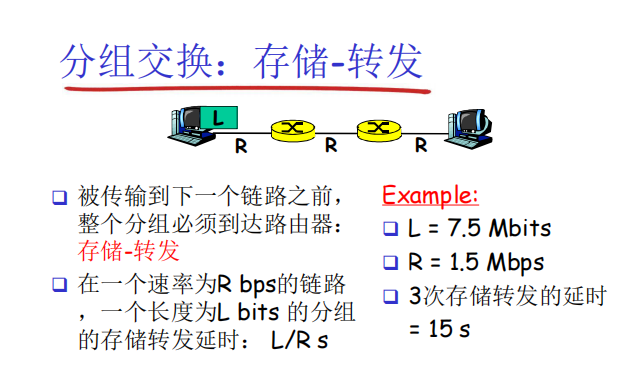 分组交换：存储-转发
L
R
R
R
被传输到下一个链路之前，
整个分组必须到达路由器：
存储-转发
在一个速率为R bps的链路
，一个长度为L bits 的分组
的存储转发延时： L/R s
Example:
L = 7.5 Mbits
R = 1.5 Mbps
3次存储转发的延时
= 15 s